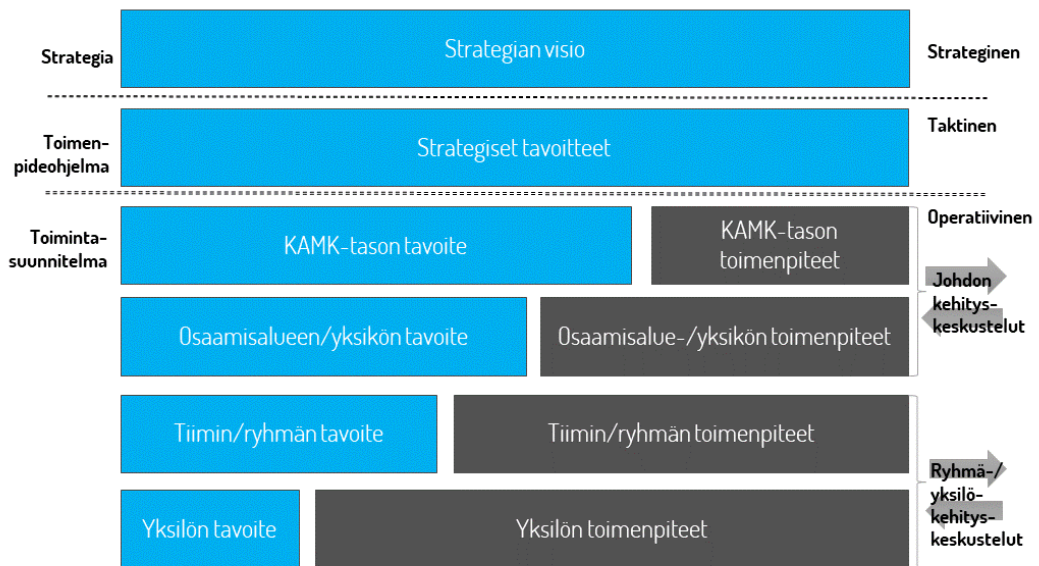 Strategia
Strategian visio
Strateginen
Toimen-
pideohjelma
Strategiset tavoitteet
Taktinen
Toiminta-
suunnitelma
KAMK-tason tavoite
KAMK-tason
toimenpiteet
Operatiivinen
Johdon
kehitys-
keskustelut
Osaamisalueen/yksikön tavoite
Osaamisalue-/yksikön toimenpiteet
Tiimin/ryhmän tavoite
Tiimin/ryhmän toimenpiteet
Ryhmä-/
yksilö-
kehitys-
keskustelut
Yksilön tavoite
Yksilön toimenpiteet